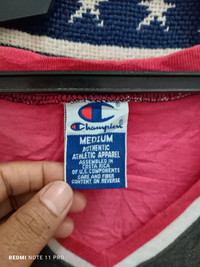 Champion
MEDIUM
AUTHENTIC
ATHLETIC APPAREL
ASSEMBLED IN
COSTA RICA
OF U.S. COMPONENTS
CARE AND FIBER
CONTENT ON REVERSE
REDMI NOTE 11 PRO